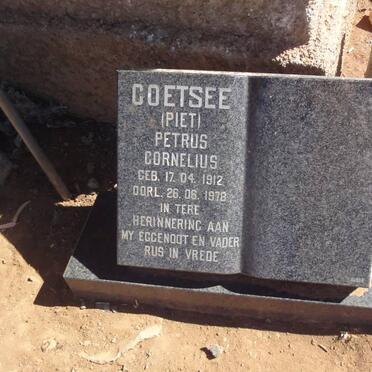 COETSEE
(PIET)
PETRUS
CORNELIUS
GEB. 17. 04. 1912
OORL. 26. 06. 1978
IN TERE
HERINNERING AAN
MY EGGENOOT EN VADER
RUS IN VREDE